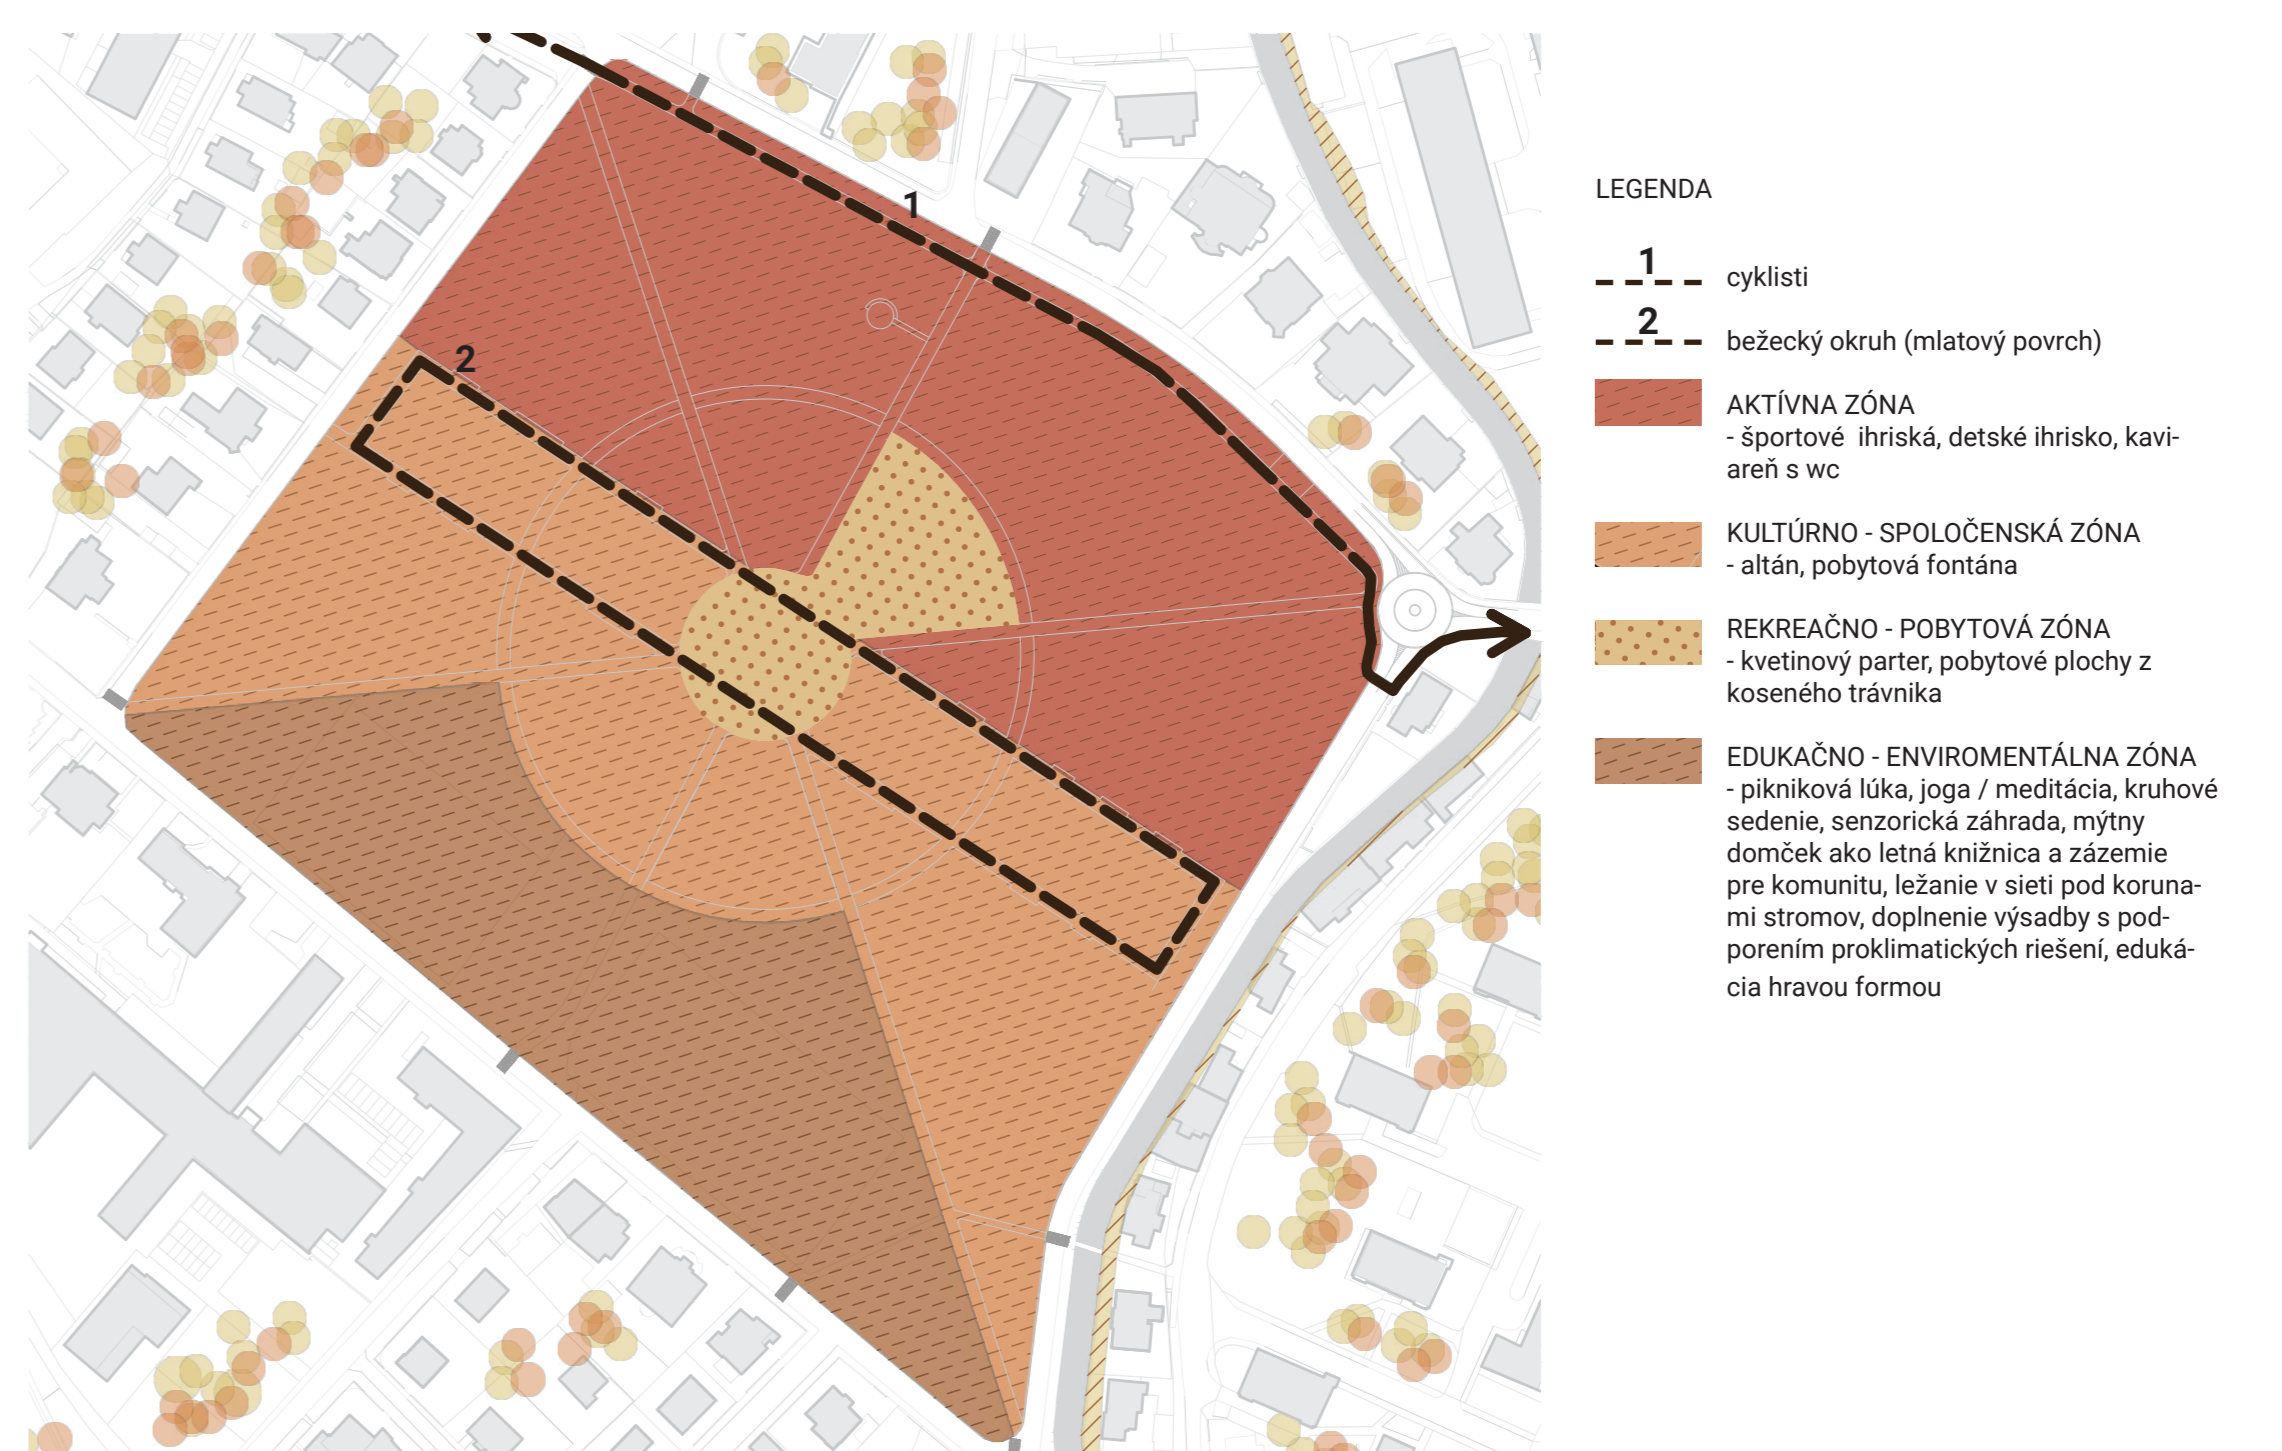 1
2
LEGENDA
1
cyklisti
2
bežecký okruh (mlatový povrch)
AKTÍVNA ZÓNA
- športové ihriská, detské ihrisko, kavi-
areň s wc
KULTÚRNO - SPOLOČENSKÁ ZÓNA
- altán, pobytová fontána
REKREAČNO - POBYTOVÁ ZÓNA
- kvetinový parter, pobytové plochy z
koseného trávnika
EDUKAČNO - ENVIROMENTÁLNA ZÓNA
- pikniková lúka, joga / meditácia, kruhové
sedenie, senzorická záhrada, mýtny
domček ako letná knižnica a zázemie
pre komunitu, ležanie v sieti pod koruna-
mi stromov, doplnenie výsadby s pod-
porením proklimatických riešení, eduká-
cia hravou formou